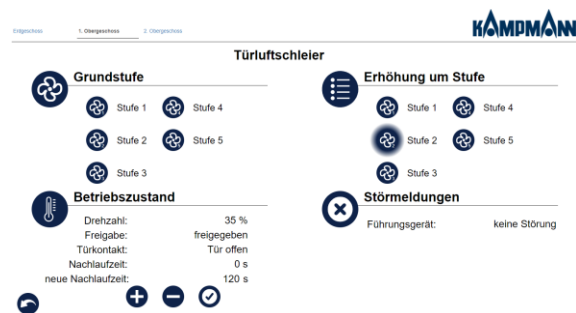 Erdgeschoss 1. Obergeschoss 2. Obergeschoss
KAMPMANN
Türluftschleier
Grundstufe
Stufe 1 Stufe 4
Stufe 2 Stufe 5
Stufe 3
Erhöhung um Stufe
Stufe 1 Stufe 4
Stufe 2 Stufe 5
Stufe 3
Betriebszustand
Drehzahl: 35 %
Freigabe: freigegeben
Türkontakt: Tür offen
Nachlaufzeit: 0 s
neue Nachlaufzeit: 120 s
Störmeldungen
Führungsgerät: keine Störung